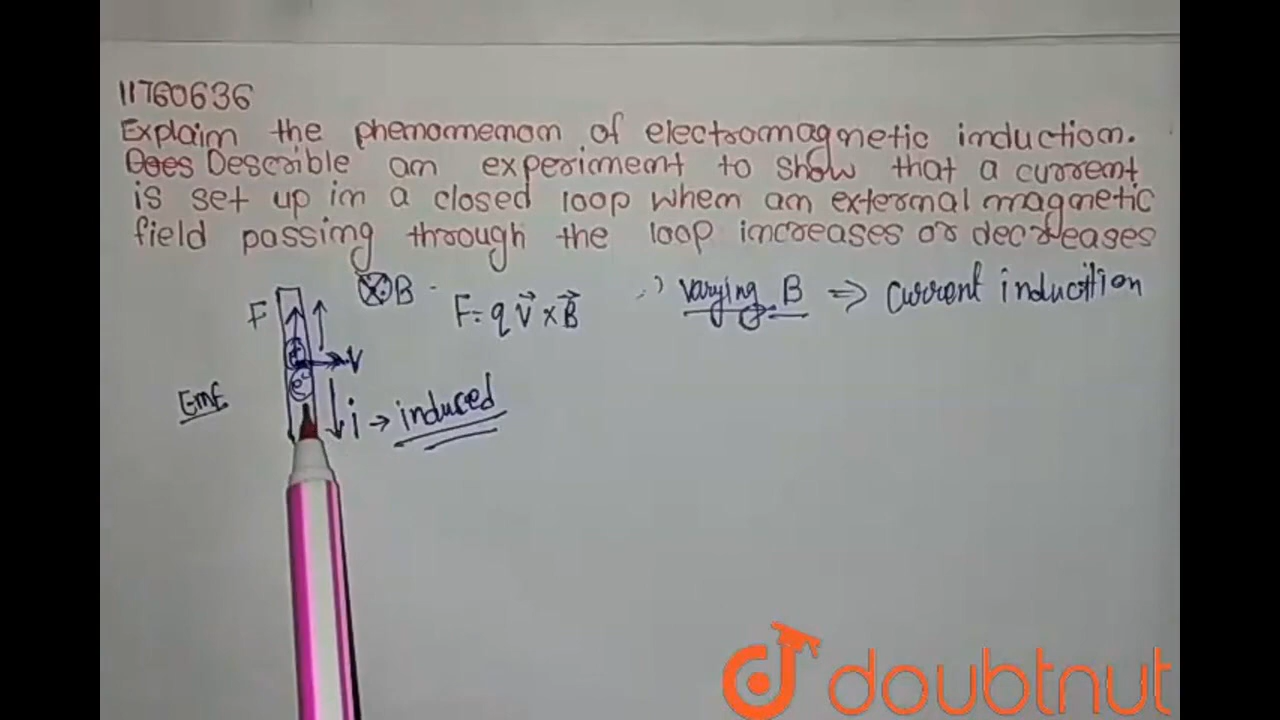 11760636
Explain the phenomenon of electromagnetic induction.
Does Describle an experiment to show that a current
is set up in a closed loop when an external magnetic
field passing through the loop increases or decreases
B
F F= q V⃗ × B⃗ varying B ⇒ current induction
+ V
e⁻
Emf i → induced
doubtnut